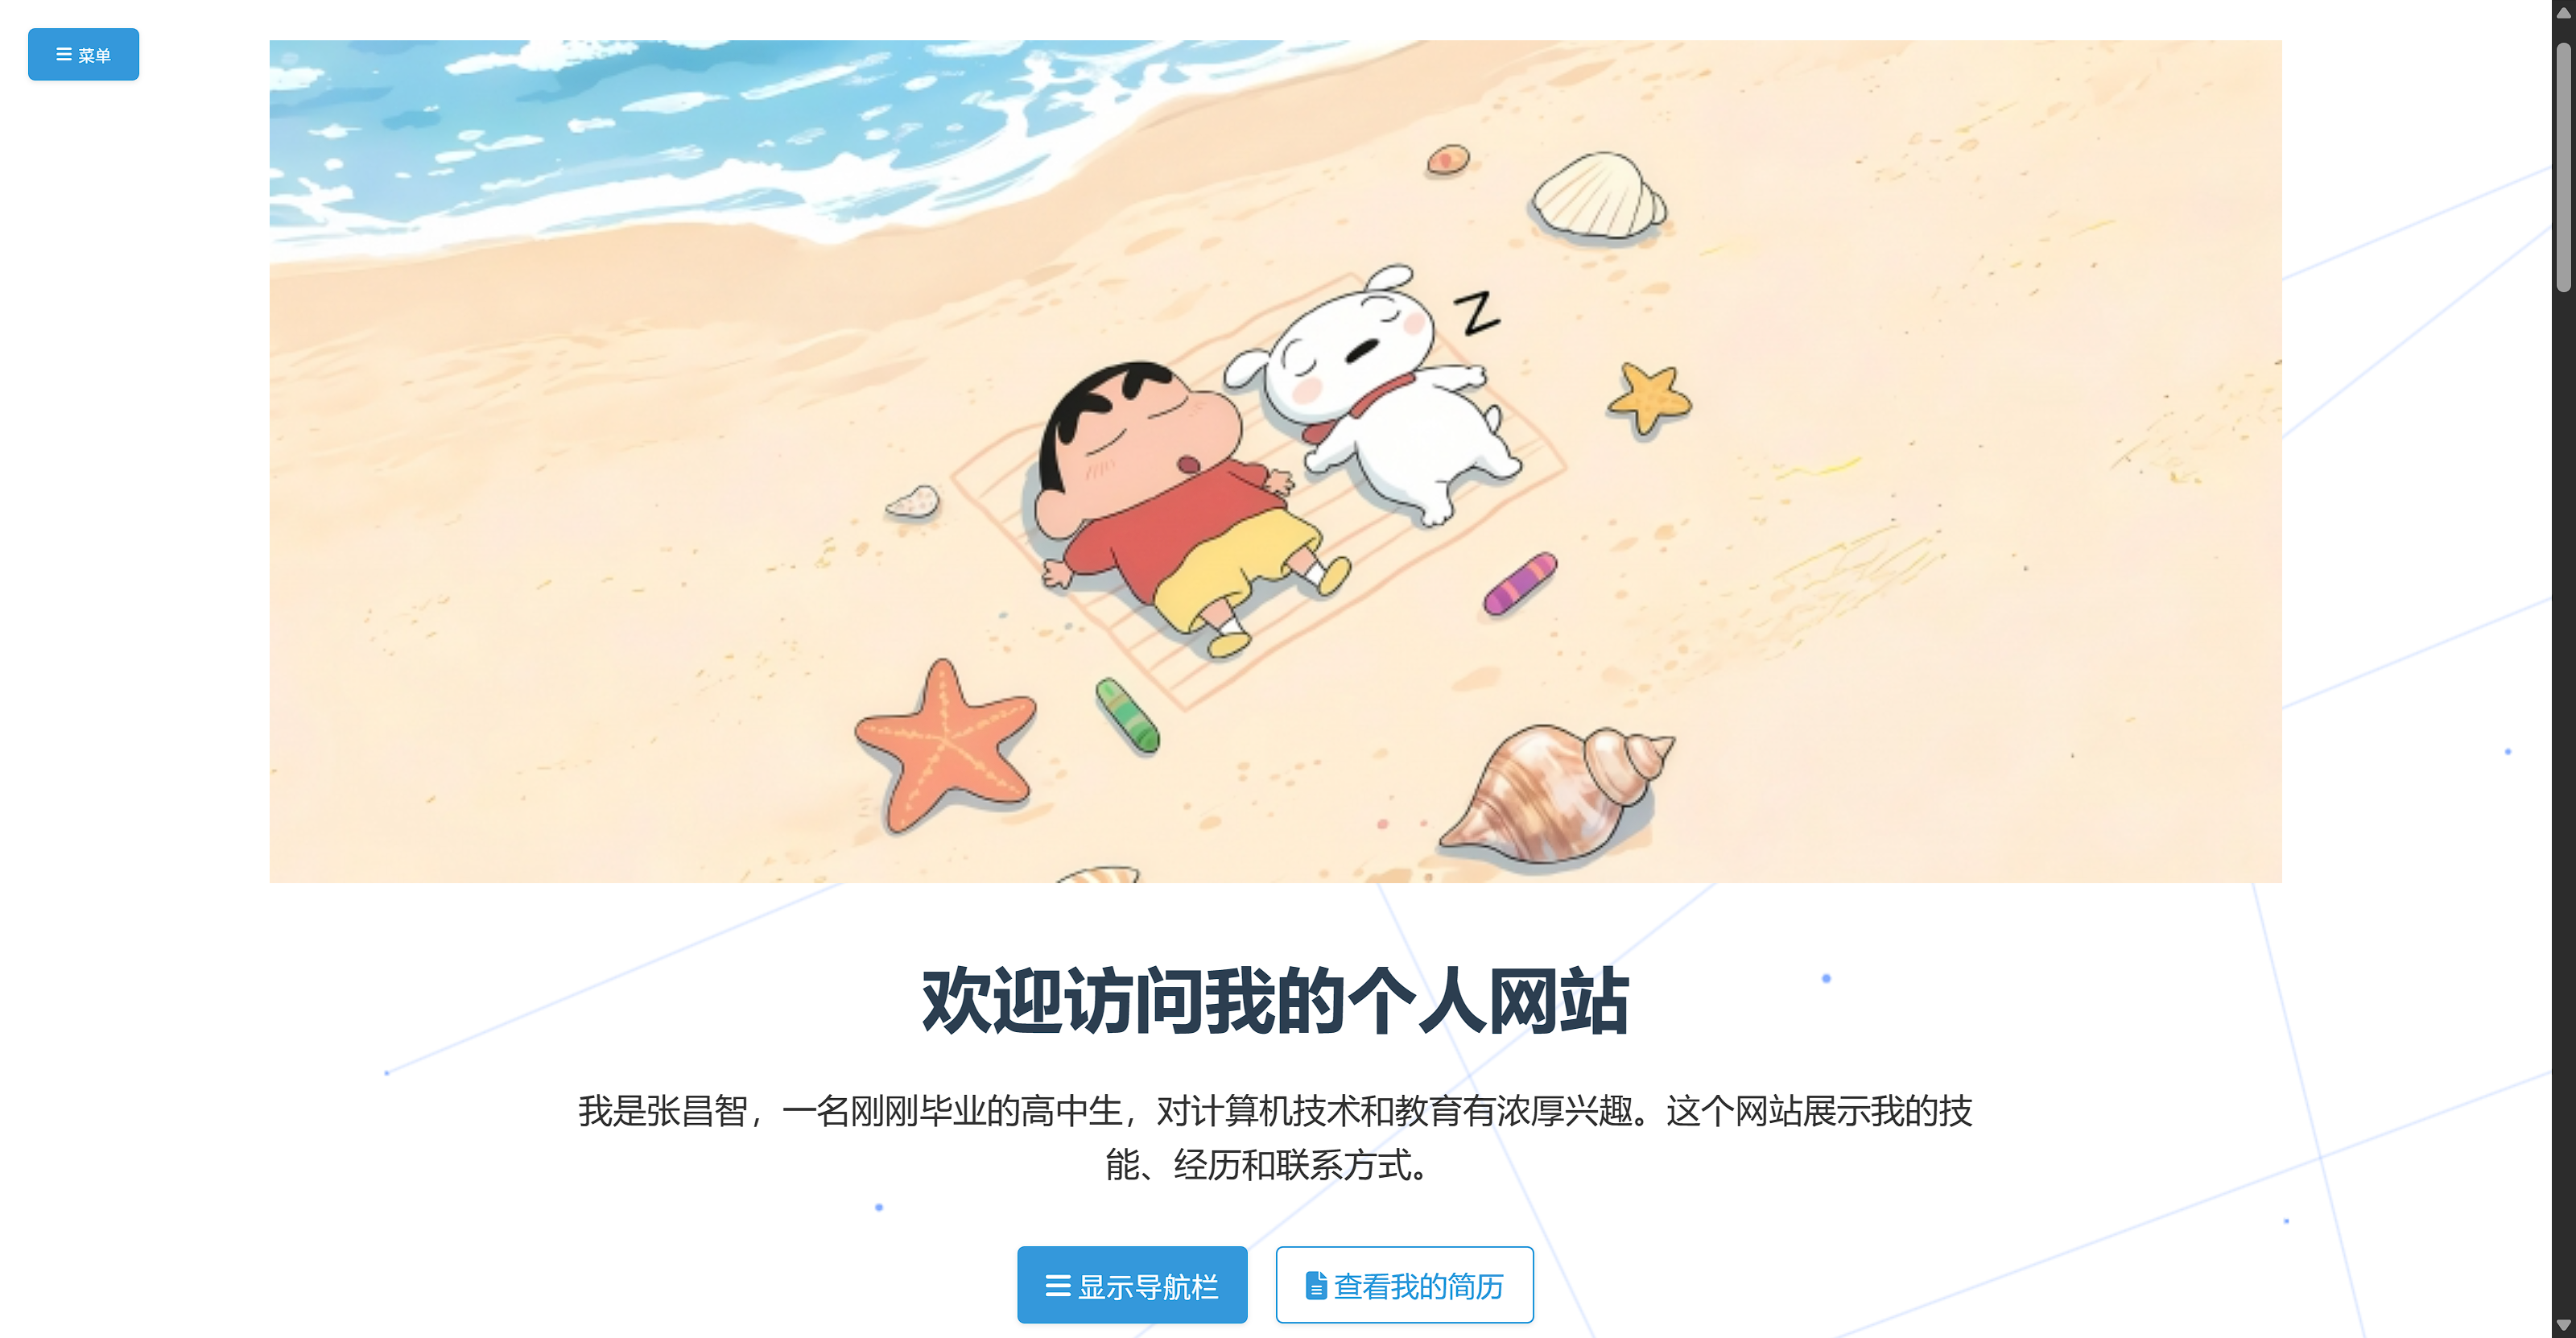 菜单
Z
欢迎访问我的个人网站
我是张昌智，一名刚刚毕业的高中生，对计算机技术和教育有浓厚兴趣。这个网站展示我的技
能、经历和联系方式。
显示导航栏
查看我的简历